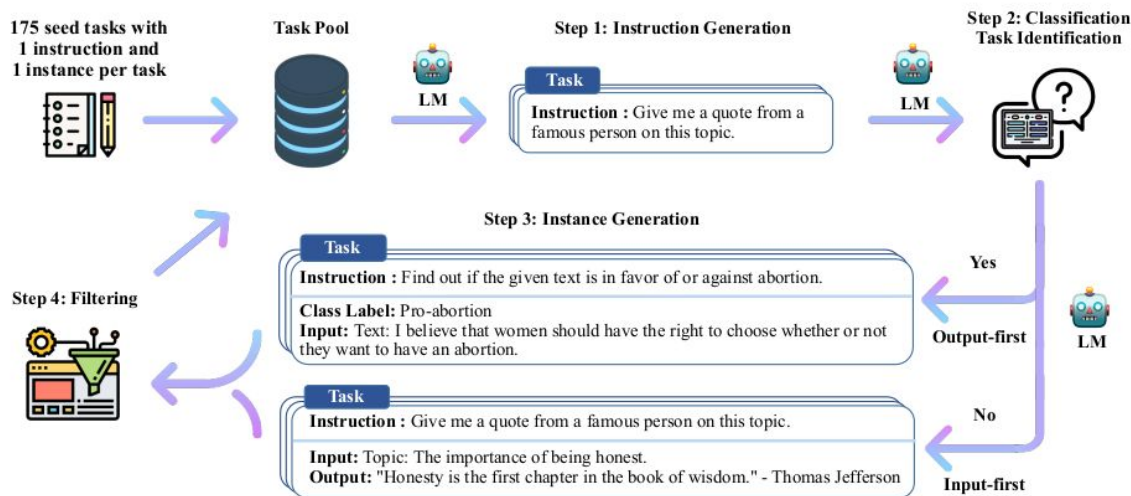 175 seed tasks with
1 instruction and
1 instance per task
Task Pool
LM
Step 1: Instruction Generation
Task
Instruction : Give me a quote from a
famous person on this topic.
LM
Step 2: Classification
Task Identification
Step 3: Instance Generation
Task
Instruction : Find out if the given text is in favor of or against abortion.
Class Label: Pro-abortion
Input: Text: I believe that women should have the right to choose whether or not
they want to have an abortion.
Yes
Output-first
LM
Step 4: Filtering
Task
Instruction : Give me a quote from a famous person on this topic.
Input: Topic: The importance of being honest.
Output: "Honesty is the first chapter in the book of wisdom." - Thomas Jefferson
No
Input-first